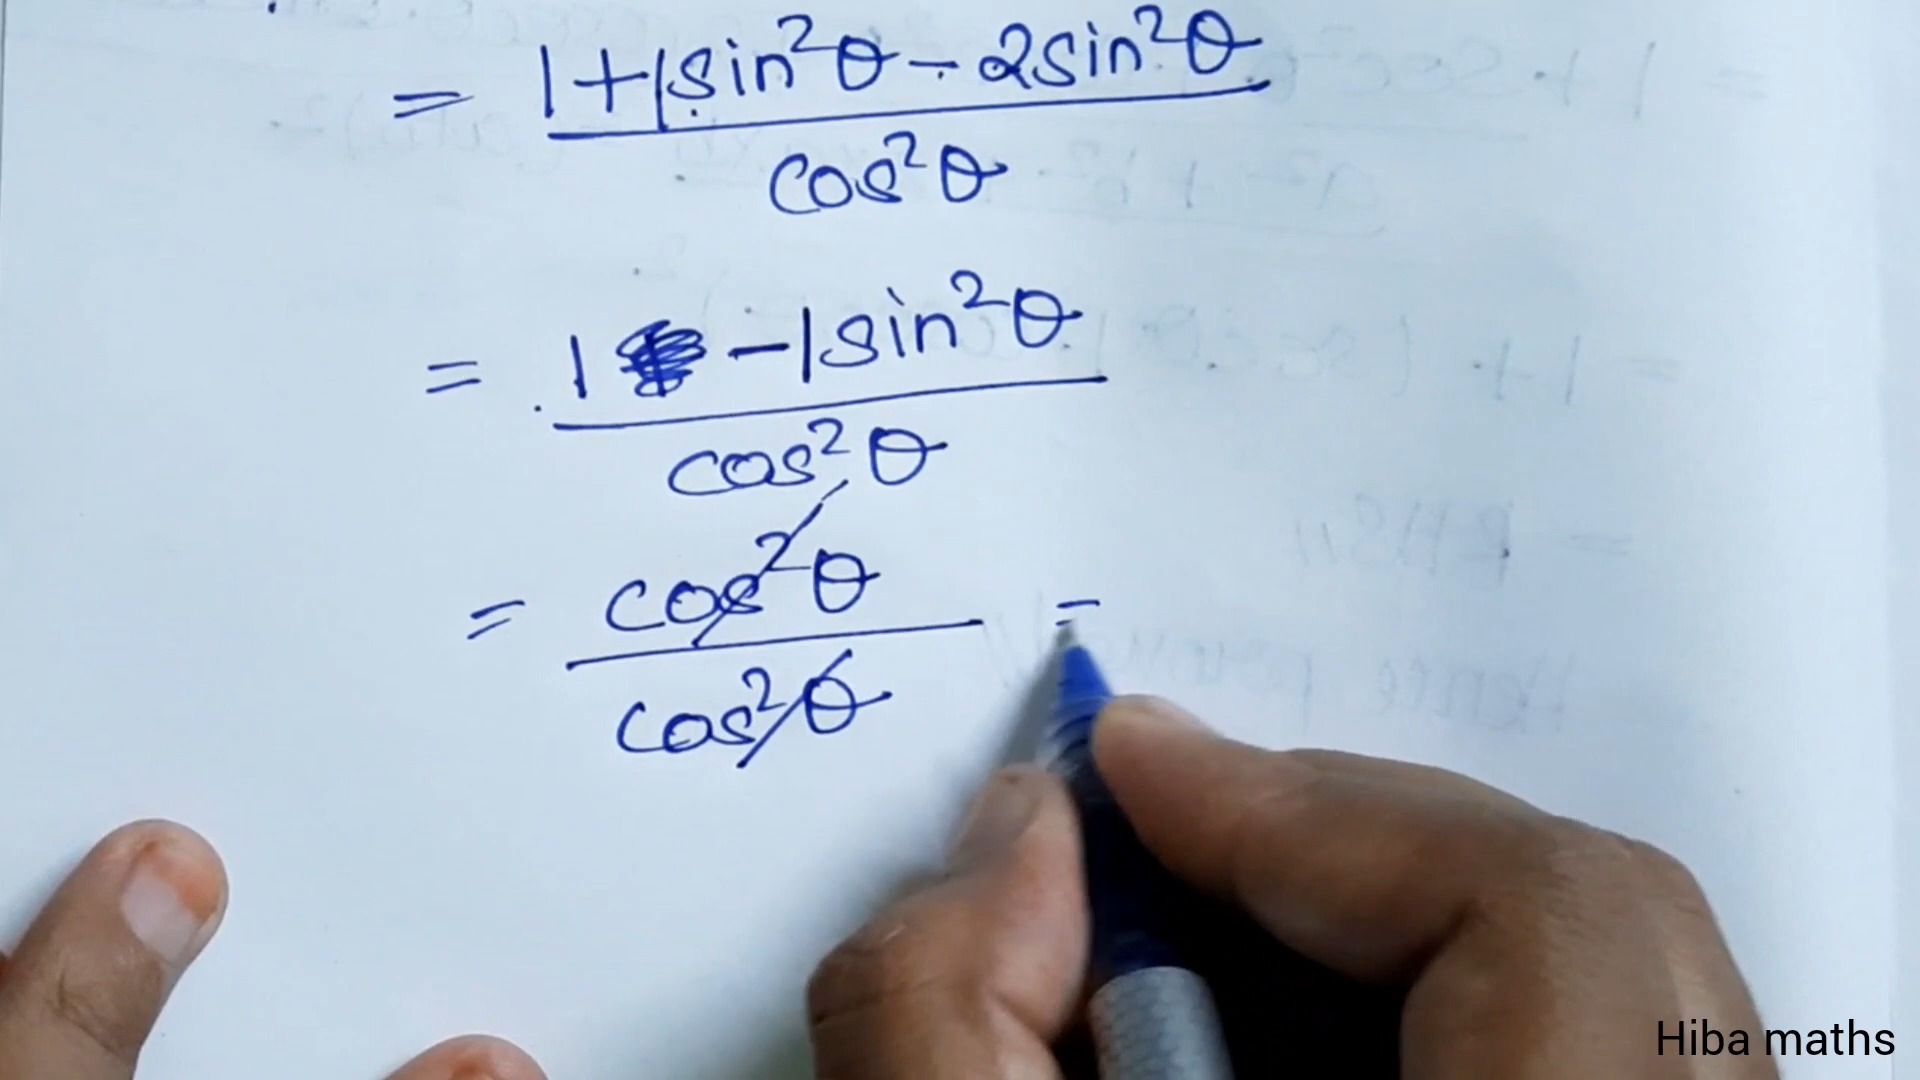 = 1+1sin²θ - 2sin²θ
cos²θ
= 1 - 1sin²θ
cos²θ
= cos²θ =
cos²θ
Hiba maths